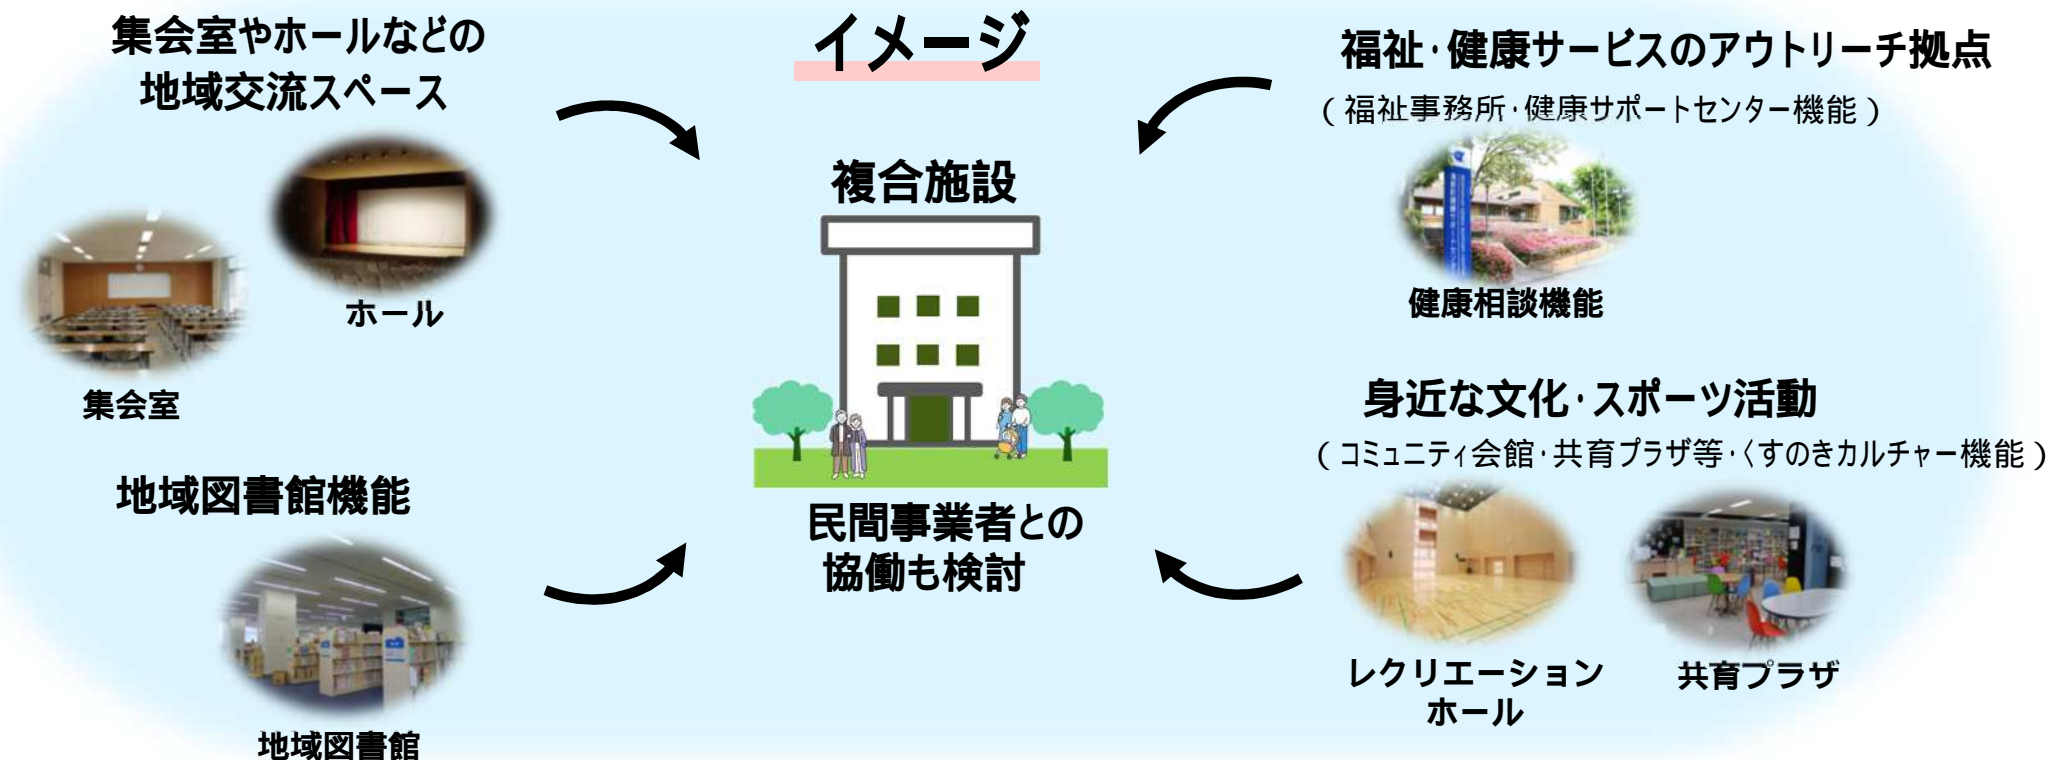 イメージ
集会室やホールなどの
地域交流スペース
ホール
集会室
地域図書館機能
地域図書館
複合施設
民間事業者との
協働も検討
福祉・健康サービスのアウトリーチ拠点
（福祉事務所・健康サポートセンター機能）
健康相談機能
身近な文化・スポーツ活動
（コミュニティ会館・共育プラザ等・くすのきカルチャー機能）
レクリエーション
ホール
共育プラザ